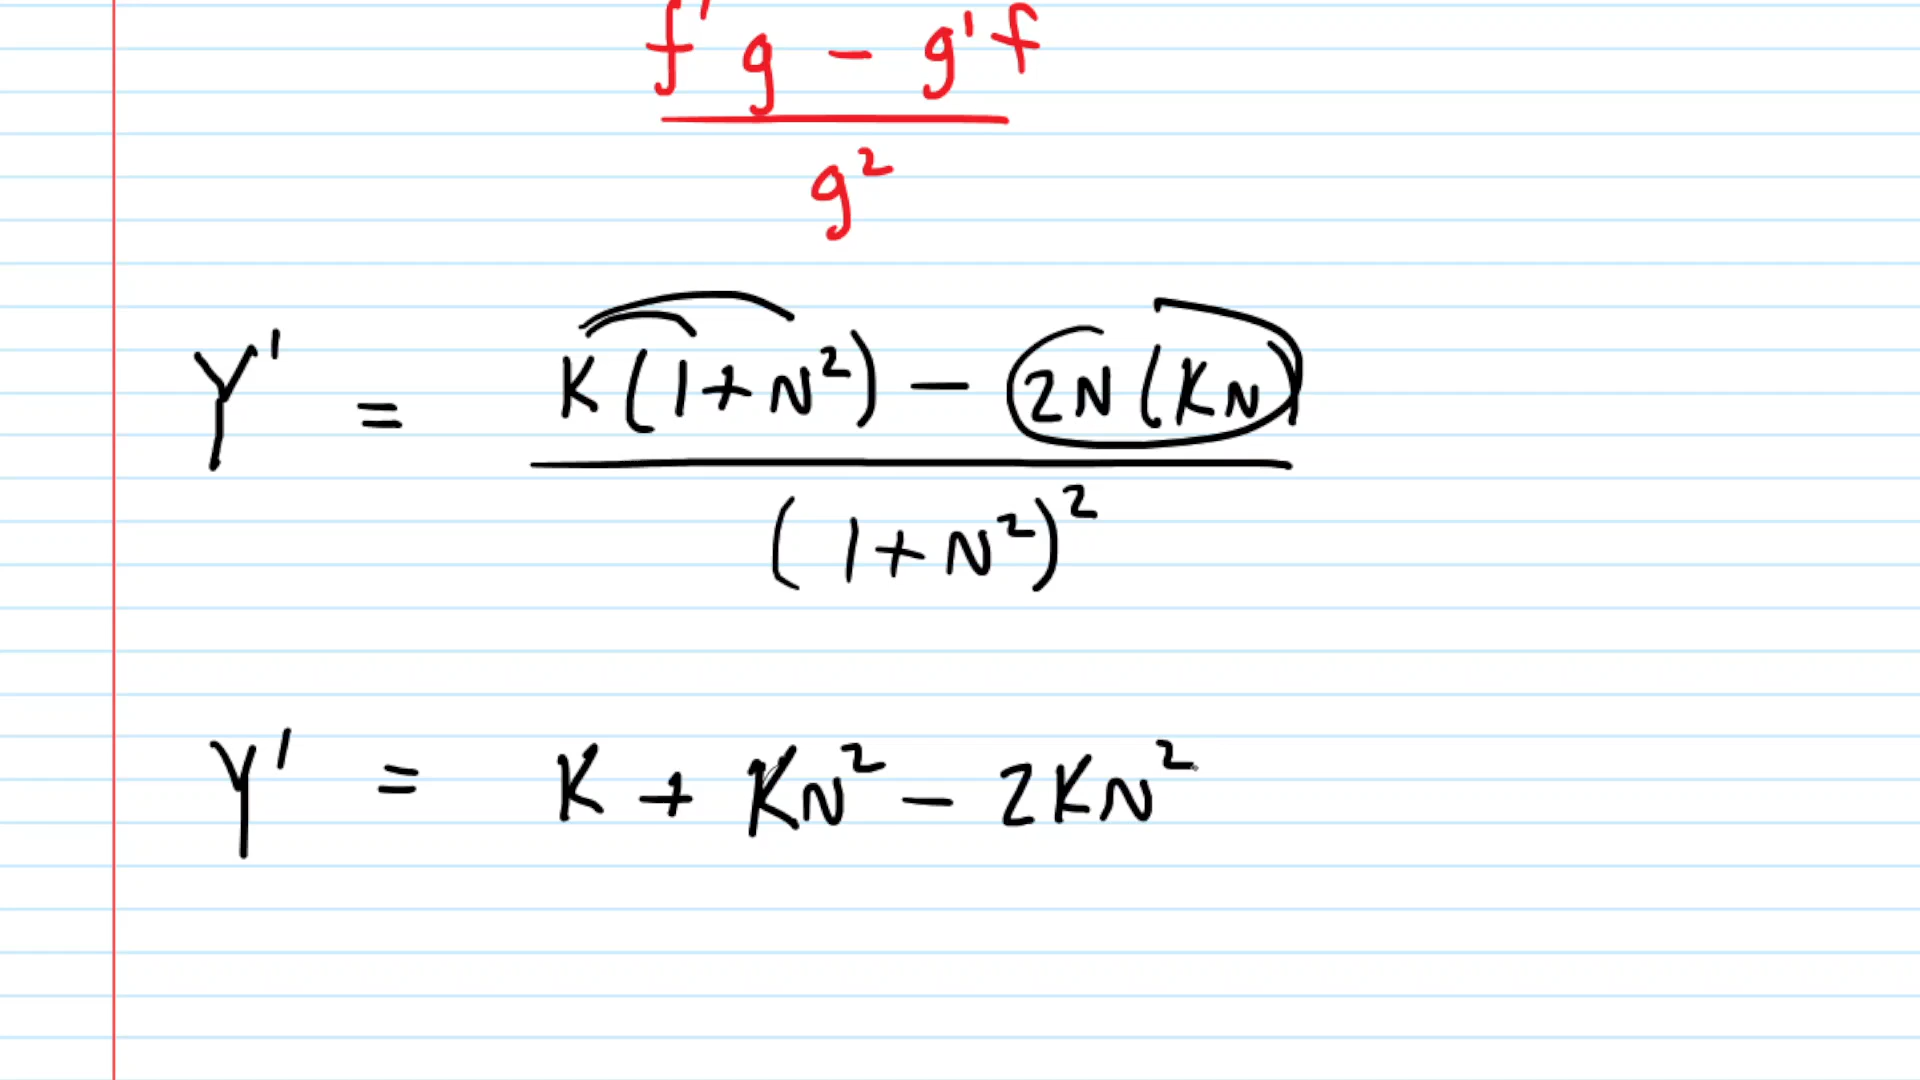 f'g - g'f
g²
Y' = K(1+N²) - 2N(KN)
(1+N²)²
Y' = K + KN² - 2KN²